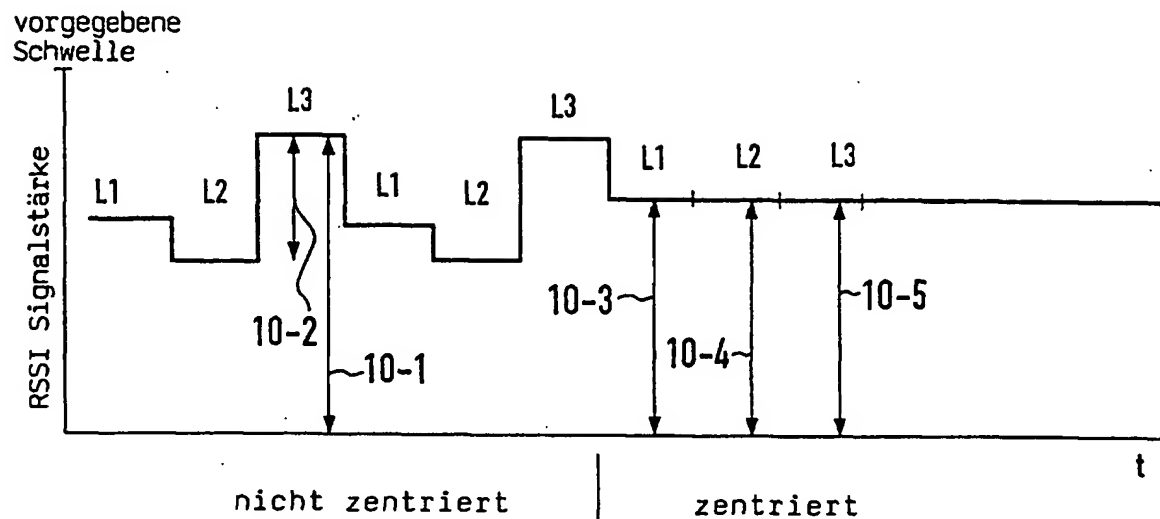 vorgegebene
Schwelle
RSSI Signalstärke
L1
L2
L3
L1
L2
L3
L1
L2
L3
10-2
10-1
10-3
10-4
10-5
t
nicht zentriert
zentriert